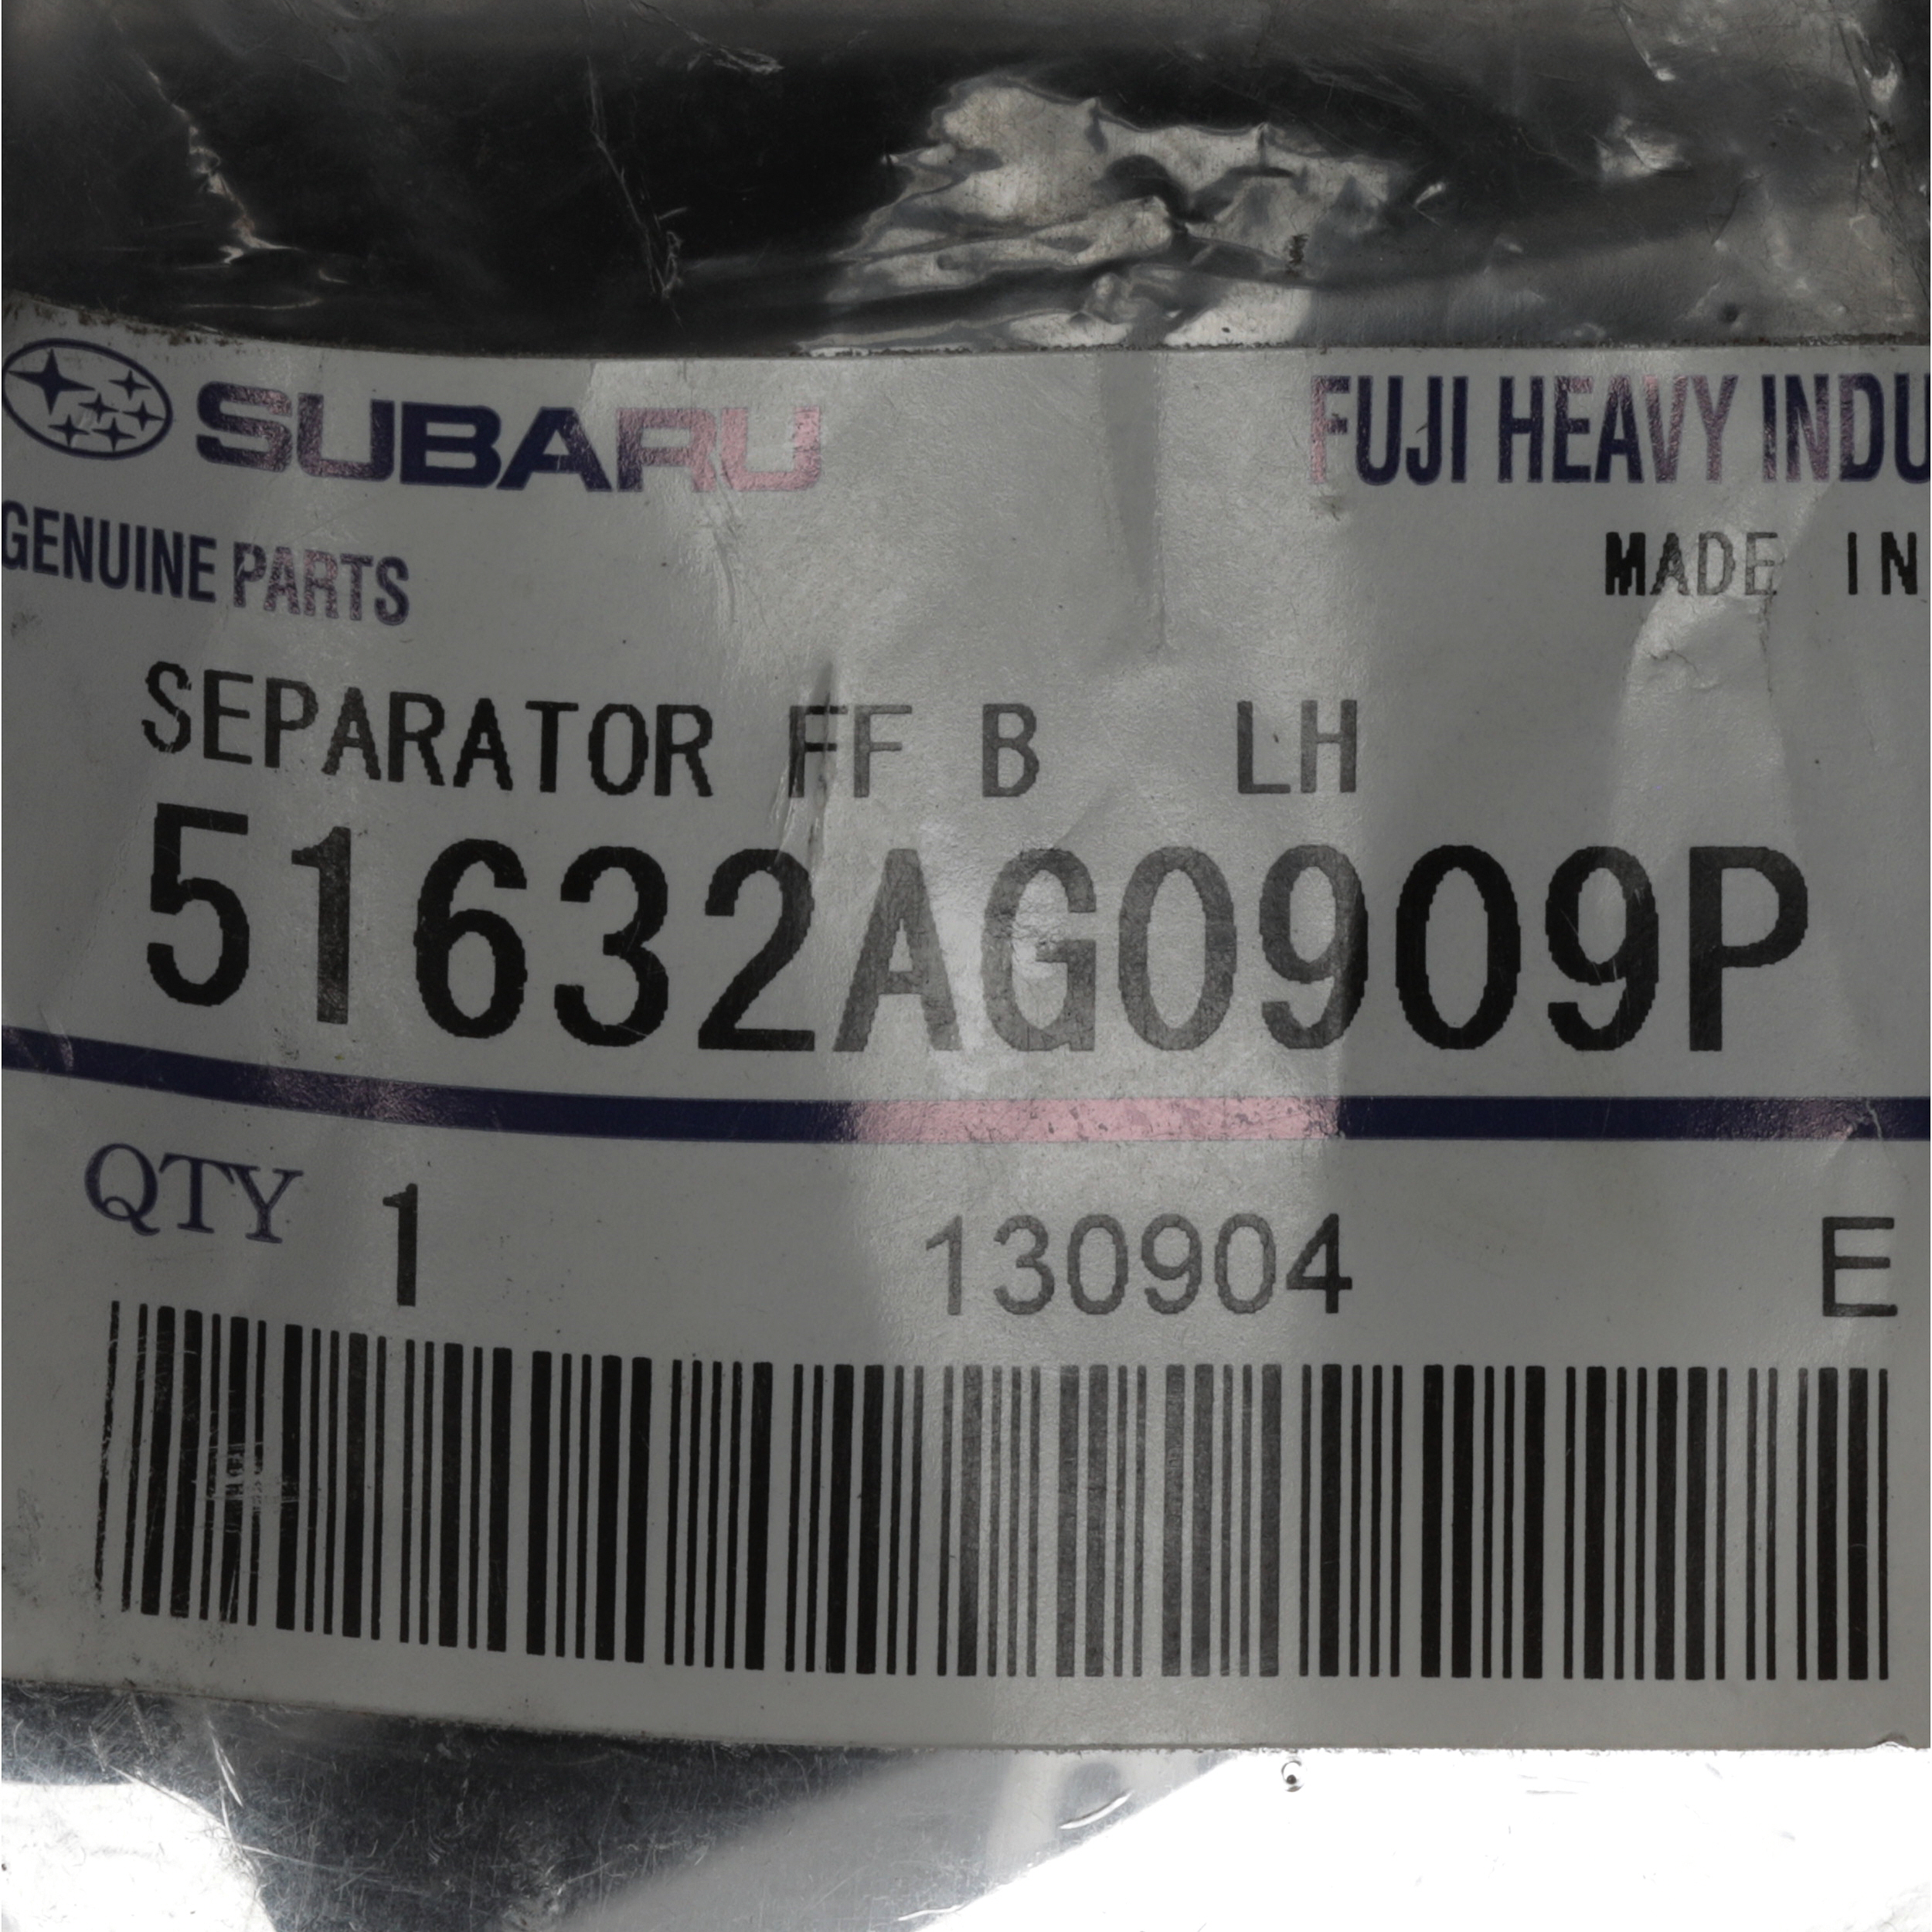 SUBARU FUJI HEAVY INDU
GENUINE PARTS MADE IN
SEPARATOR FF B LH
51632AG0909P
QTY 1 130904 E